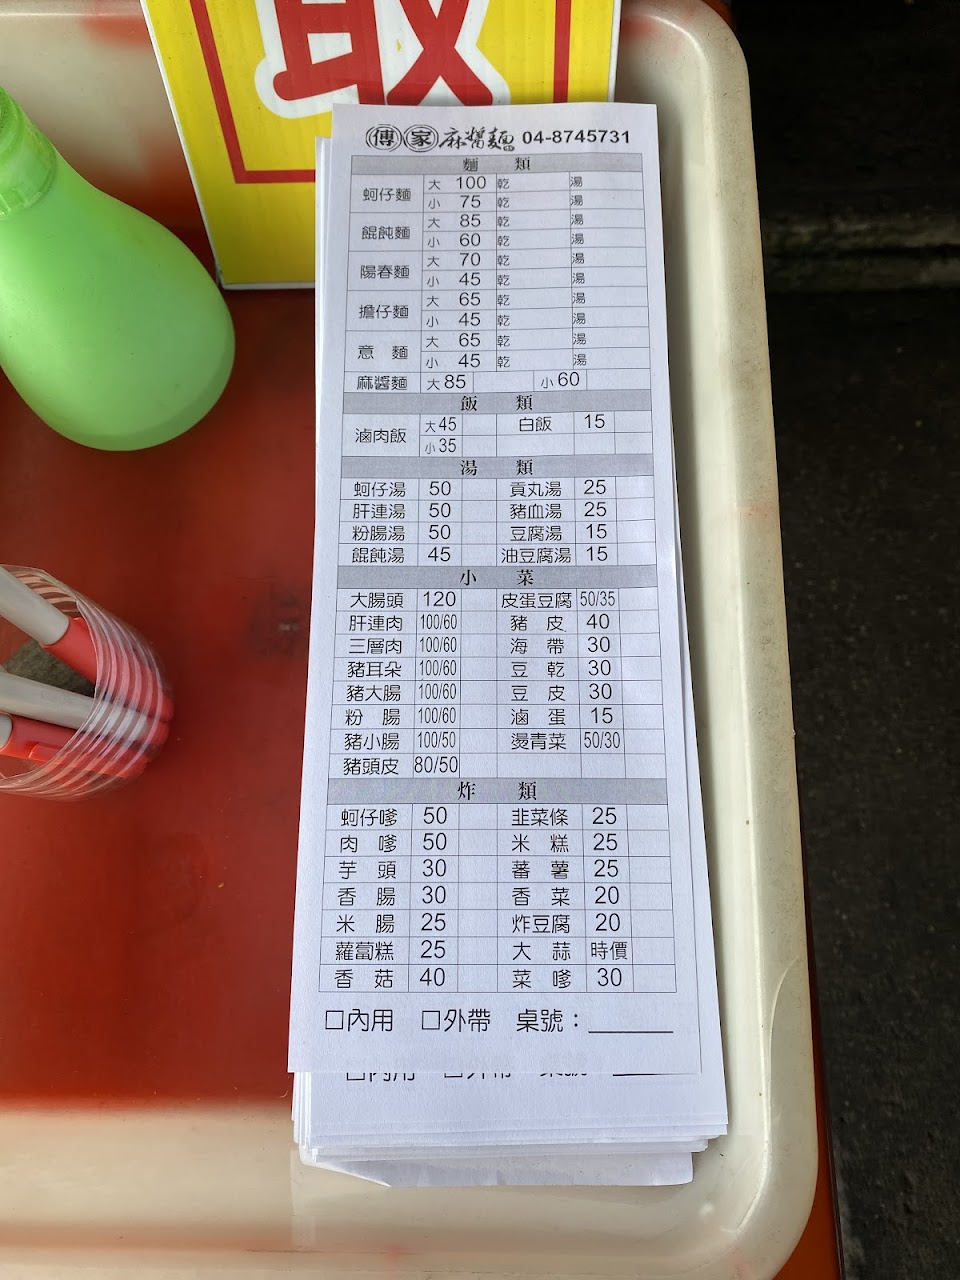 取
傳家麻醬麵 04-8745731
麵 類
蚵仔麵 大 100 乾 湯
小 75 乾 湯
餛飩麵 大 85 乾 湯
小 60 乾 湯
陽春麵 大 70 乾 湯
小 45 乾 湯
擔仔麵 大 65 乾 湯
小 45 乾 湯
意 麵 大 65 乾 湯
小 45 乾 湯
麻醬麵 大 85 小 60
飯 類
滷肉飯 大 45 白飯 15
小 35
湯 類
蚵仔湯 50 貢丸湯 25
肝連湯 50 豬血湯 25
粉腸湯 50 豆腐湯 15
餛飩湯 45 油豆腐湯 15
小 菜
大腸頭 120 皮蛋豆腐 50/35
肝連肉 100/60 豬 皮 40
三層肉 100/60 海 帶 30
豬耳朵 100/60 豆 乾 30
豬大腸 100/60 豆 皮 30
粉 腸 100/60 滷 蛋 15
豬小腸 100/50 燙青菜 50/30
豬頭皮 80/50
炸 類
蚵仔嗲 50 韭菜條 25
肉 嗲 50 米 糕 25
芋 頭 30 蕃 薯 25
香 腸 30 香 菜 20
米 腸 25 炸豆腐 20
蘿蔔糕 25 大 蒜 時價
香 菇 40 菜 嗲 30
□內用 □外帶 桌號：______
□內用 □外帶 桌號